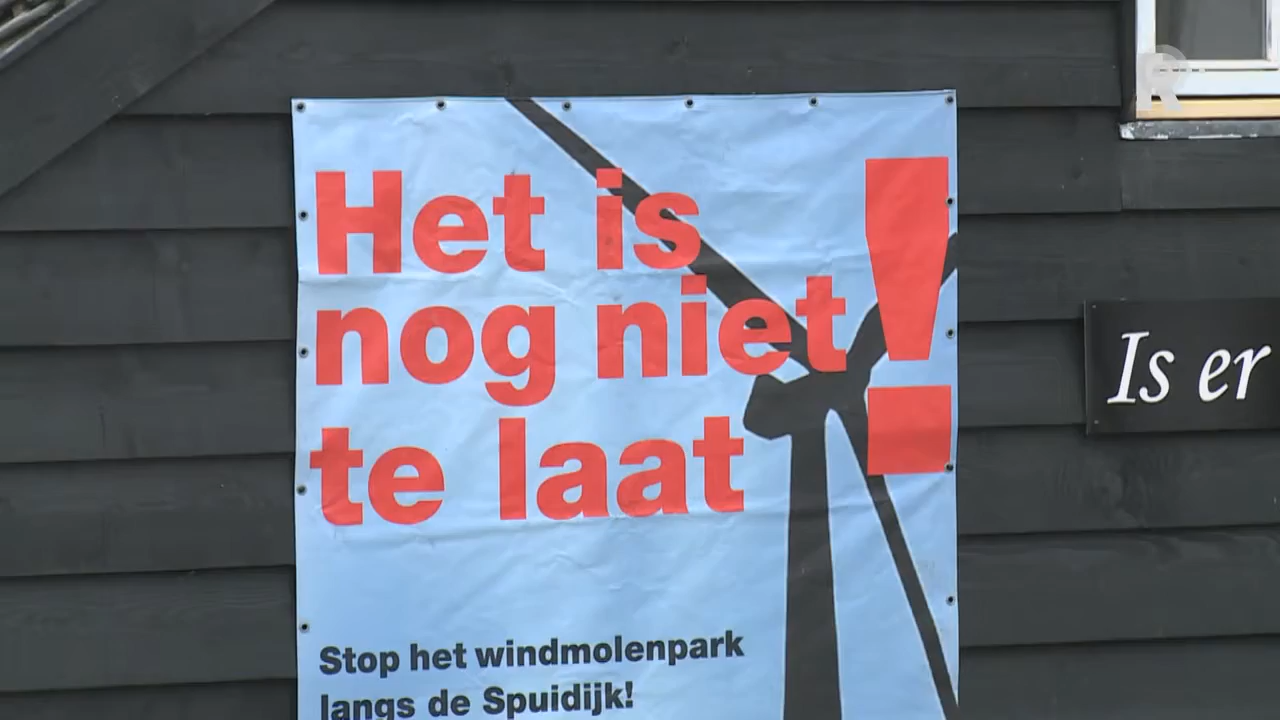 Het is
nog niet
te laat!
Stop het windmolenpark
langs de Spuidijk!
Is er
R